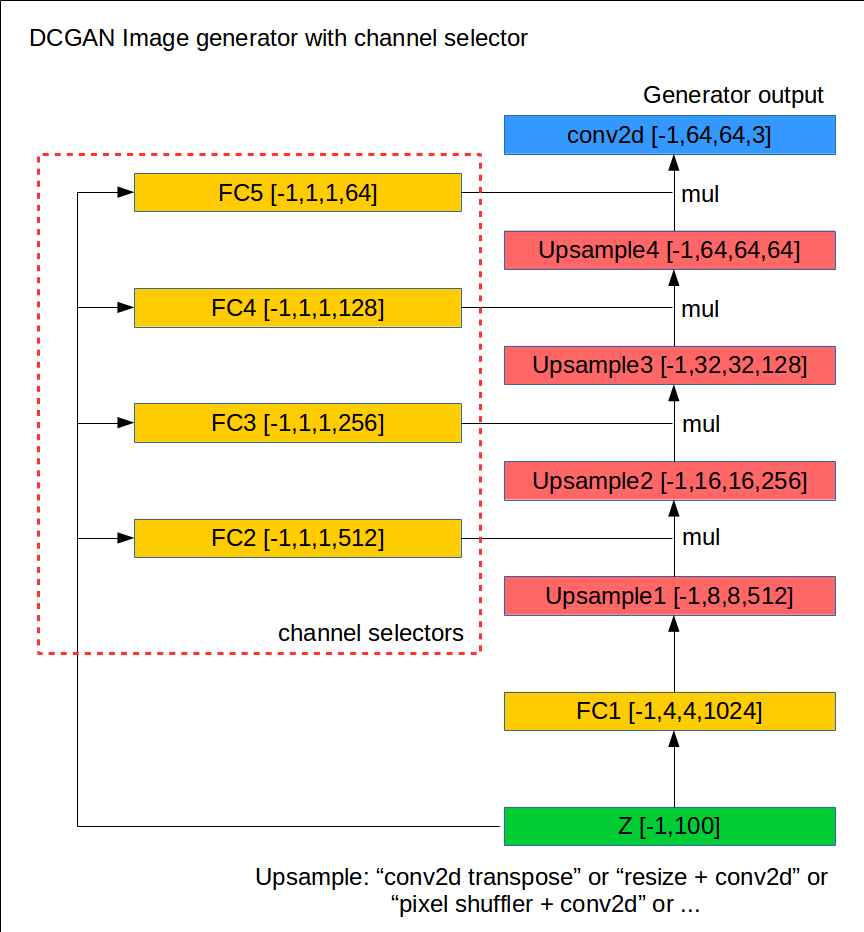 DCGAN Image generator with channel selector
Generator output
conv2d [-1,64,64,3]
FC5 [-1,1,1,64]
mul
Upsample4 [-1,64,64,64]
FC4 [-1,1,1,128]
mul
Upsample3 [-1,32,32,128]
FC3 [-1,1,1,256]
mul
Upsample2 [-1,16,16,256]
FC2 [-1,1,1,512]
mul
Upsample1 [-1,8,8,512]
channel selectors
FC1 [-1,4,4,1024]
Z [-1,100]
Upsample: “conv2d transpose” or “resize + conv2d” or
“pixel shuffler + conv2d” or ...